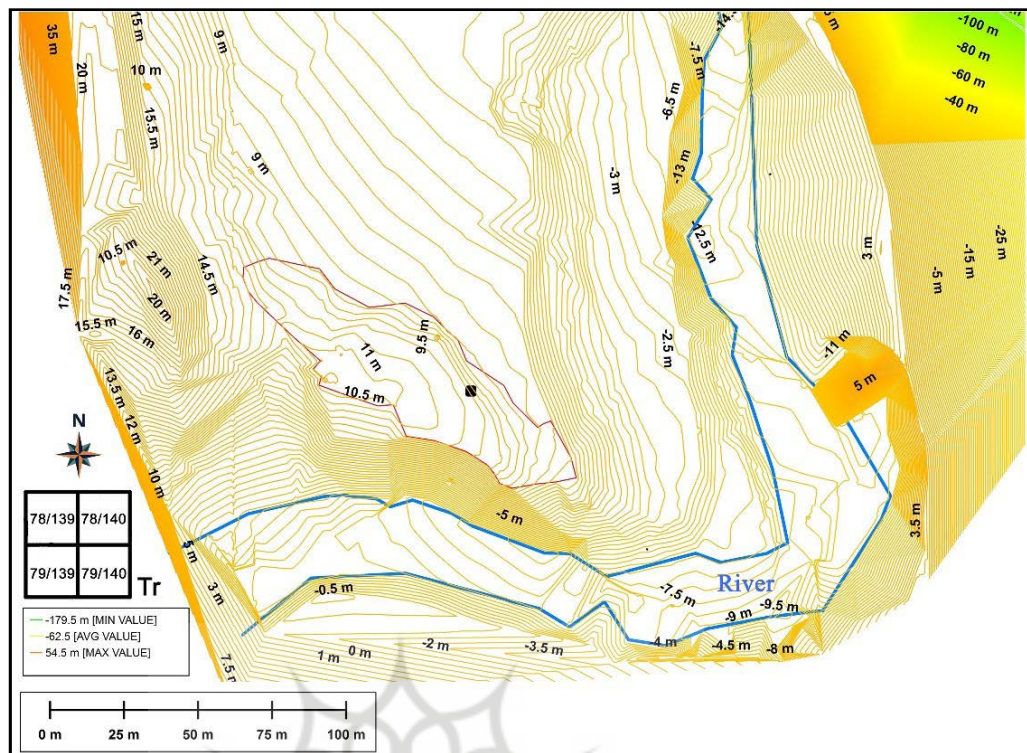 35 m
20 m
15 m
10 m
15.5 m
9 m
9 m
-7.5 m
-6.5 m
-13 m
-3 m
-12.5 m
-2.5 m
-100 m
-80 m
-60 m
-40 m
-25 m
-15 m
-5 m
3 m
-11 m
5 m
3.5 m
10.5 m
21 m
20 m
16 m
14.5 m
17.5 m
15.5 m
13.5 m
12 m
10 m
5 m
3 m
7.5 m
9.5 m
11 m
10.5 m
-5 m
River
-7.5 m
-9.5 m
-9 m
-0.5 m
-2 m
-3.5 m
0 m
1 m
-4 m
-4.5 m
-8 m
N
78/139 78/140
79/139 79/140
Tr
-179.5 m [MIN VALUE]
-62.5 [AVG VALUE]
54.5 m [MAX VALUE]
0 m 25 m 50 m 75 m 100 m